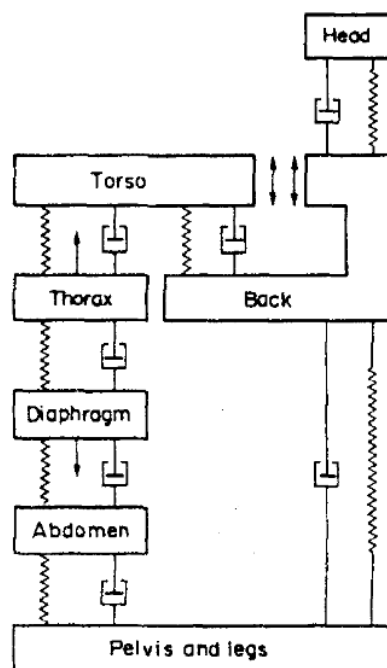 Head
Torso
Thorax
Back
Diaphragm
Abdomen
Pelvis and legs